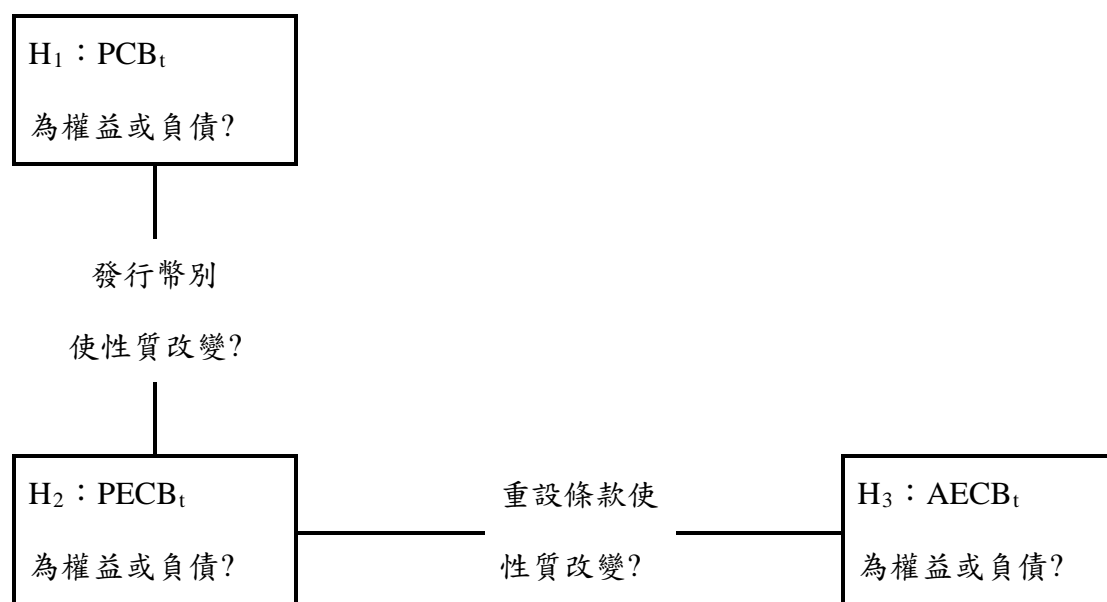 H₁：PCBₜ
為權益或負債?
發行幣別
使性質改變?
H₂：PECBₜ
為權益或負債?
重設條款使
性質改變?
H₃：AECBₜ
為權益或負債?